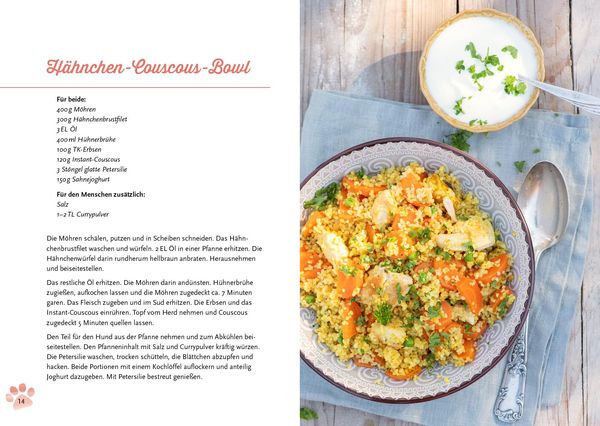 Hähnchen-Couscous-Bowl
Für beide:
400 g Möhren
300 g Hähnchenbrustfilet
3 EL Öl
400 ml Hühnerbrühe
100 g TK-Erbsen
120 g Instant-Couscous
3 Stängel glatte Petersilie
150 g Sahnejoghurt
Für den Menschen zusätzlich:
Salz
1–2 TL Currypulver
Die Möhren schälen, putzen und in Scheiben schneiden. Das Hähn-
chenbrustfilet waschen und würfeln. 2 EL Öl in einer Pfanne erhitzen. Die
Hähnchenwürfel darin rundherum hellbraun anbraten. Herausnehmen
und beiseitestellen.
Das restliche Öl erhitzen. Die Möhren darin andünsten. Hühnerbrühe
zugießen, aufkochen lassen und die Möhren zugedeckt ca. 7 Minuten
garen. Das Fleisch zugeben und im Sud erhitzen. Die Erbsen und das
Instant-Couscous einrühren. Topf vom Herd nehmen und Couscous
zugedeckt 5 Minuten quellen lassen.
Den Teil für den Hund aus der Pfanne nehmen und zum Abkühlen bei-
seitestellen. Den Pfanneninhalt mit Salz und Currypulver kräftig würzen.
Die Petersilie waschen, trocken schütteln, die Blättchen abzupfen und
hacken. Beide Portionen mit einem Kochlöffel auflockern und anteilig
Joghurt dazugeben. Mit Petersilie bestreut genießen.
14